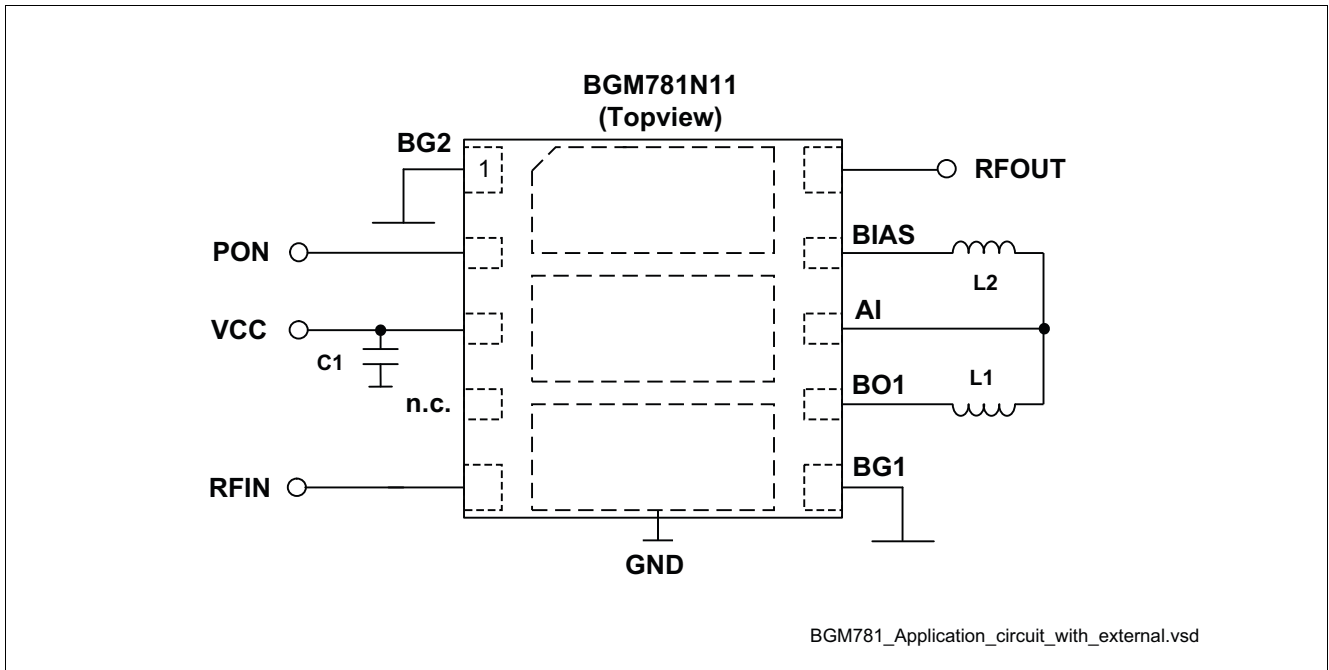 BGM781N11
(Topview)
BG2
1
RFOUT
PON
BIAS
L2
VCC
C1
AI
n.c.
BO1
L1
RFIN
BG1
GND
BGM781_Application_circuit_with_external.vsd